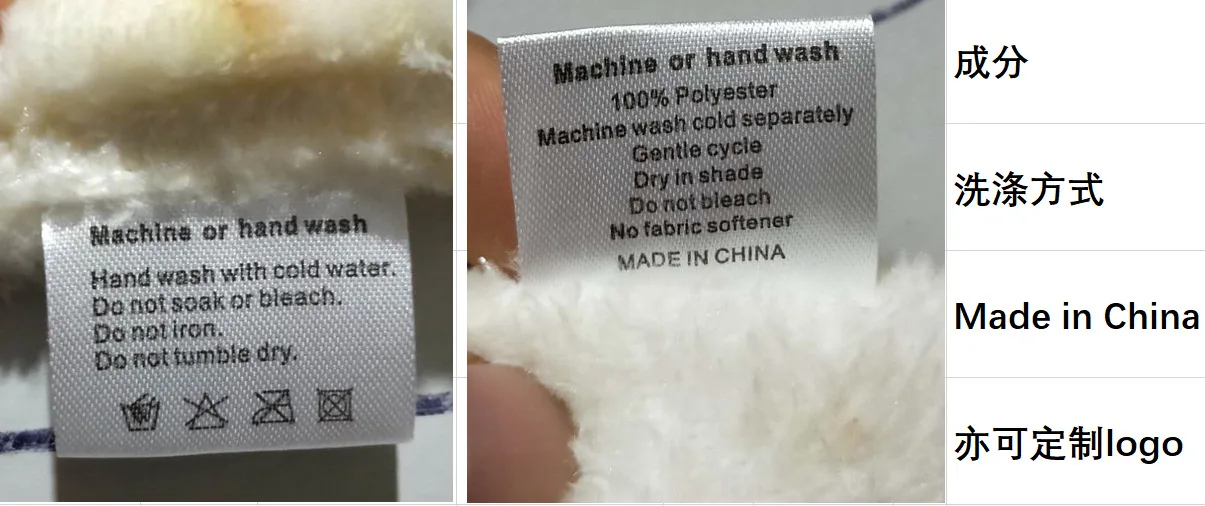 Machine or hand wash
Hand wash with cold water.
Do not soak or bleach.
Do not iron.
Do not tumble dry.
Machine or hand wash
100% Polyester
Machine wash cold separately
Gentle cycle
Dry in shade
Do not bleach
No fabric softener
MADE IN CHINA
成分
洗涤方式
Made in China
亦可定制logo